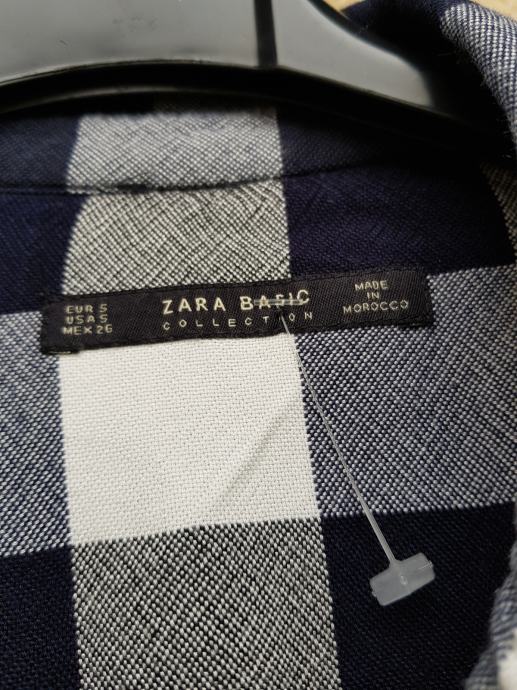 EUR S
USA S
MEX 26
ZARA BASIC
COLLECTION
MADE
IN
MOROCCO